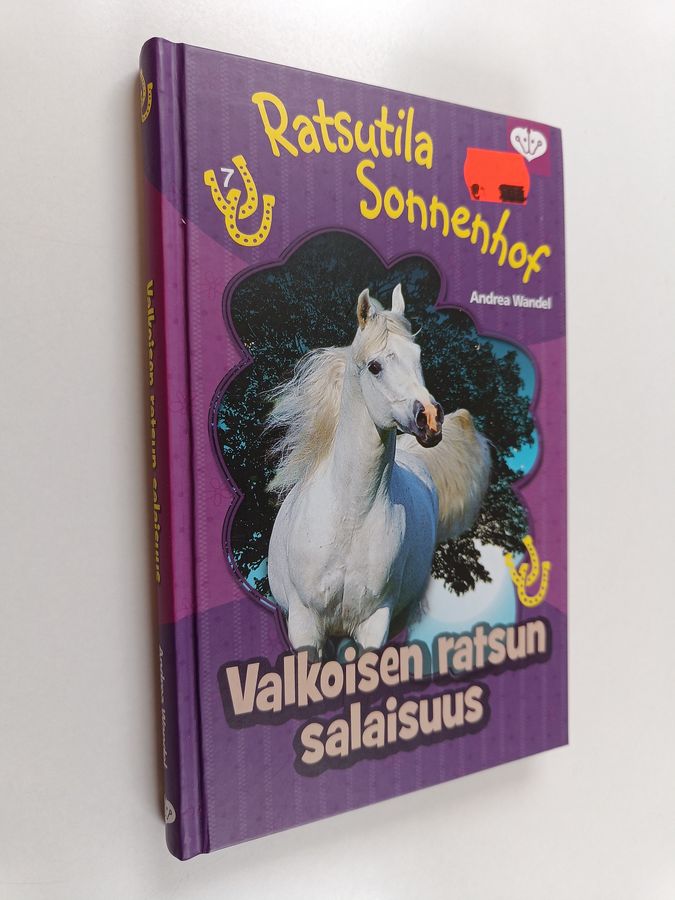 Ratsutila
Sonnenhof
7
Andrea Wandel
Valkoisen ratsun
salaisuus
Valkoisen ratsun salaisuus
Andrea Wandel